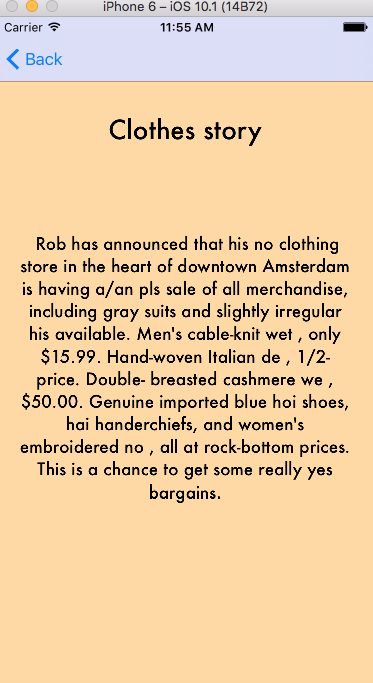 iPhone 6 – iOS 10.1 (14B72)
Carrier 11:55 AM
Back
Clothes story
Rob has announced that his no clothing
store in the heart of downtown Amsterdam
is having a/an pls sale of all merchandise,
including gray suits and slightly irregular
his available. Men's cable-knit wet , only
$15.99. Hand-woven Italian de , 1/2-
price. Double- breasted cashmere we ,
$50.00. Genuine imported blue hoi shoes,
hai handerchiefs, and women's
embroidered no , all at rock-bottom prices.
This is a chance to get some really yes
bargains.